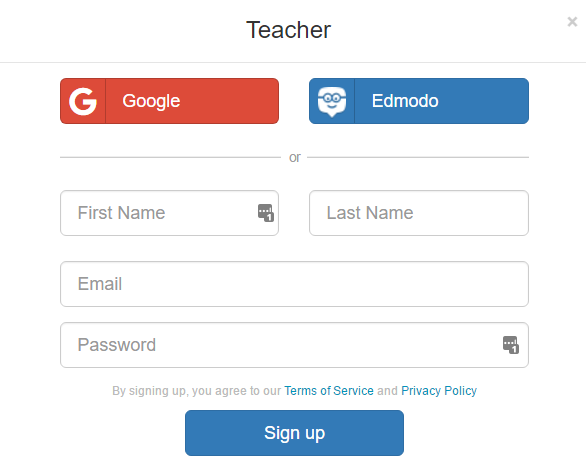 Teacher
×
Google
Edmodo
or
First Name
Last Name
Email
Password
By signing up, you agree to our Terms of Service and Privacy Policy
Sign up